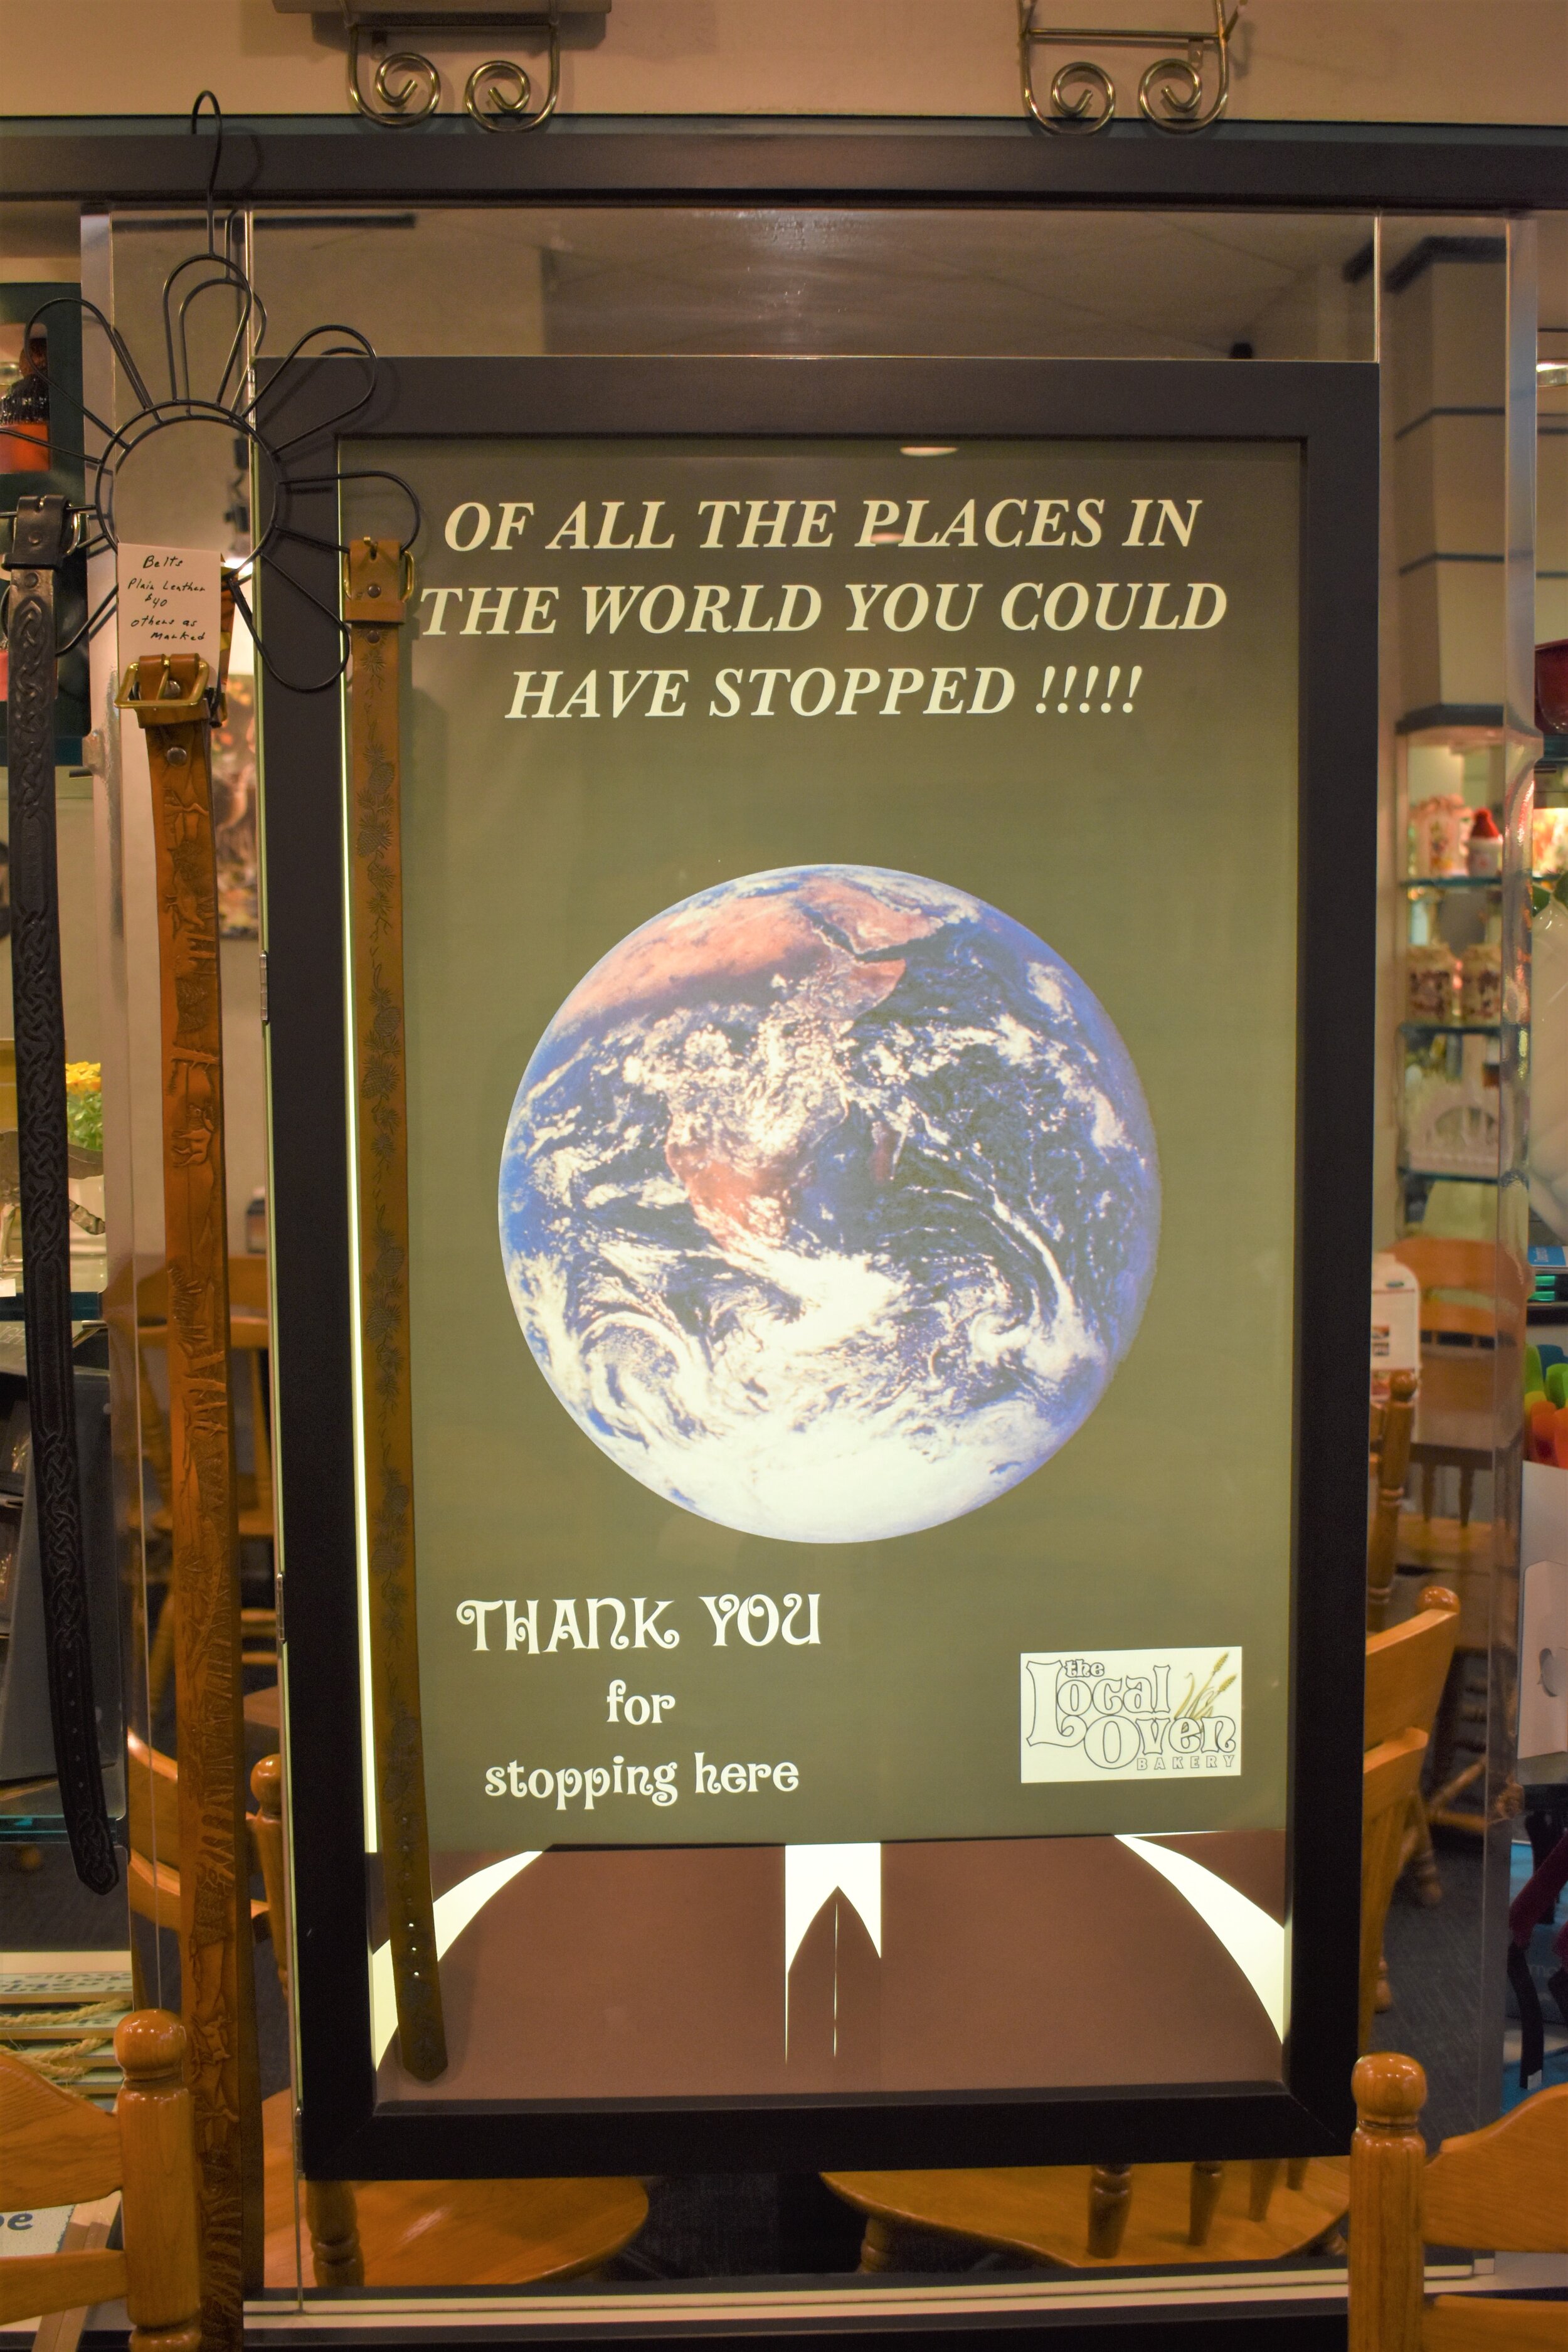 OF ALL THE PLACES IN
THE WORLD YOU COULD
HAVE STOPPED !!!!!
Belts
Plain Leather
$40
others as
marked
THANK YOU
for
stopping here
the
Local
Oven
BAKERY